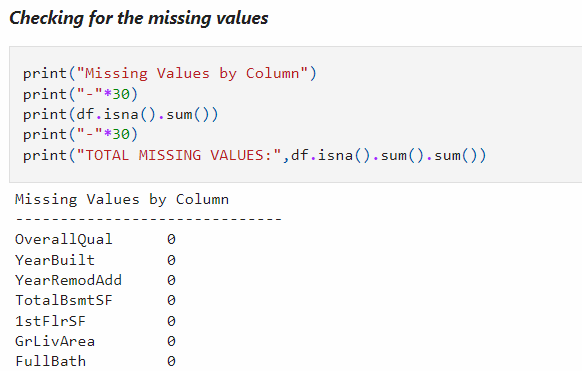 Checking for the missing values
print("Missing Values by Column")
print("-"*30)
print(df.isna().sum())
print("-"*30)
print("TOTAL MISSING VALUES:",df.isna().sum().sum())
Missing Values by Column
------------------------------
OverallQual      0
YearBuilt        0
YearRemodAdd     0
TotalBsmtSF      0
1stFlrSF         0
GrLivArea        0
FullBath         0